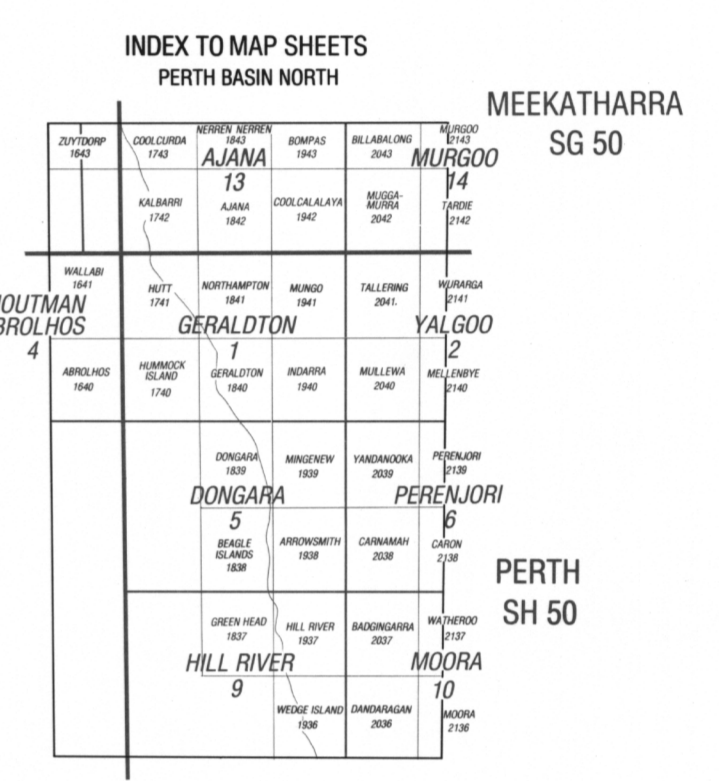 INDEX TO MAP SHEETS
PERTH BASIN NORTH
MEEKATHARRA
SG 50
ZUYTDORP
1643
COOLCURDA
1743
NERREN NERREN
1843
BOMPAS
1943
BILLABALONG
2043
MURGOO
2143
AJANA
13
MURGOO
14
KALBARRI
1742
AJANA
1842
COOLCALALAYA
1942
MUGGA-
MURRA
2042
TARDIE
2142
WALLABI
1641
HUTT
1741
NORTHAMPTON
1841
MUNGO
1941
TALLERING
2041.
WURARGA
2141
OUTMAN
BROLHOS
4
GERALDTON
1
YALGOO
2
ABROLHOS
1640
HUMMOCK
ISLAND
1740
GERALDTON
1840
INDARRA
1940
MULLEWA
2040
MELLENBYE
2140
DONGARA
1839
MINGENEW
1939
YANDANOOKA
2039
PERENJORI
2139
DONGARA
5
PERENJORI
6
BEAGLE
ISLANDS
1838
ARROWSMITH
1938
CARNAMAH
2038
CARON
2138
PERTH
SH 50
GREEN HEAD
1837
HILL RIVER
1937
BADGINGARRA
2037
WATHEROO
2137
HILL RIVER
9
MOORA
10
WEDGE ISLAND
1936
DANDARAGAN
2036
MOORA
2136